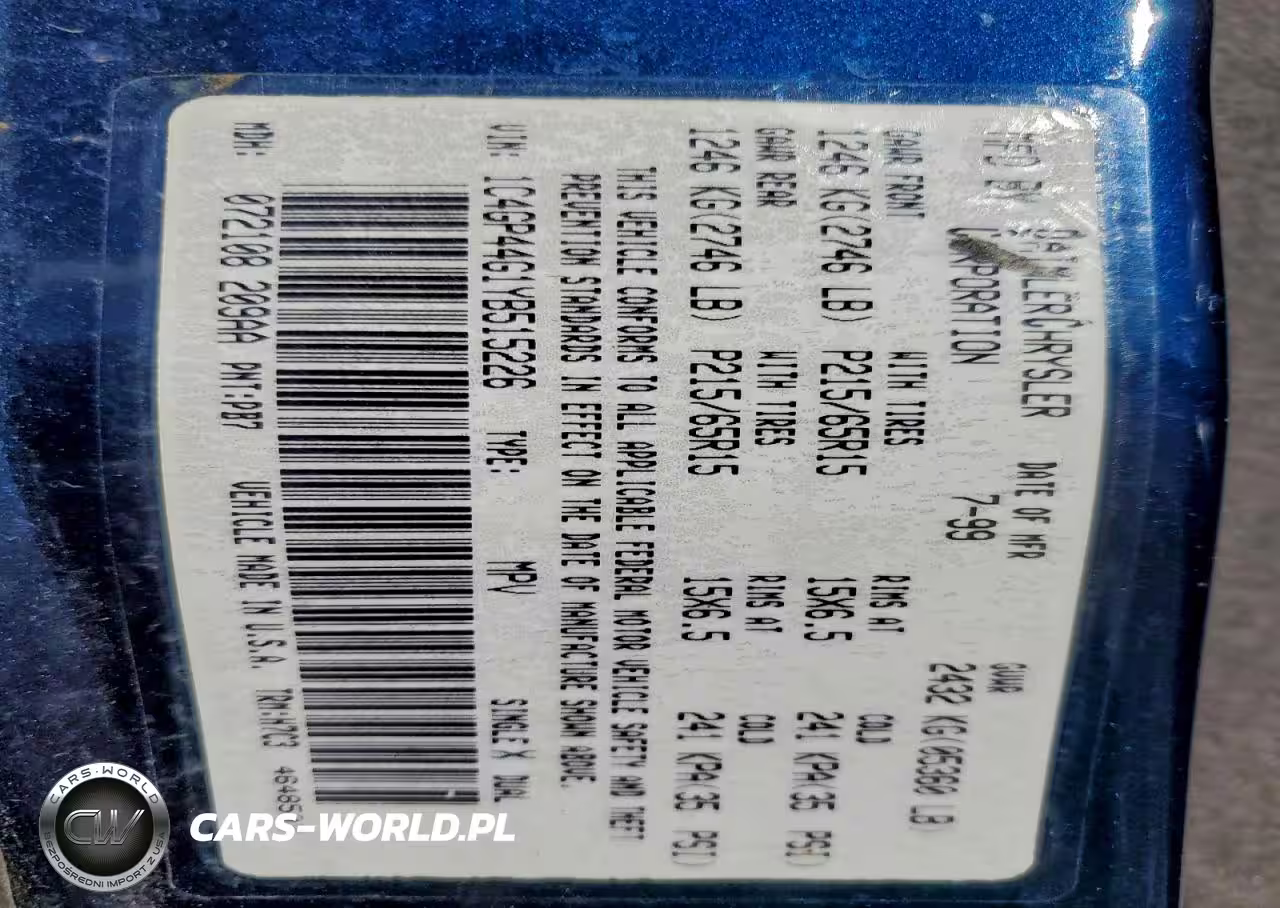 MFD BY DAIMLERCHRYSLER CORPORATION
DATE OF MFR 7-99
GVWR 2432 KG(05360 LB)
GAWR FRONT WITH TIRES RIMS AT COLD
1246 KG(2746 LB) P215/65R15 15X6.5 241 KPA(35 PSI)
GAWR REAR WITH TIRES RIMS AT COLD
1246 KG(2746 LB) P215/65R15 15X6.5 241 KPA(35 PSI)
THIS VEHICLE CONFORMS TO ALL APPLICABLE FEDERAL MOTOR VEHICLE SAFETY AND THEFT
PREVENTION STANDARDS IN EFFECT ON THE DATE OF MANUFACTURE SHOWN ABOVE.
VIN: 1C4GP44G1YB515226 TYPE: MPV SINGLE X DUAL
MDH: 072108 209AA PNT:PB7 VEHICLE MADE IN U.S.A.
CARS-WORLD
CW
BEZPOŚREDNI IMPORT Z USA
CARS-WORLD.PL